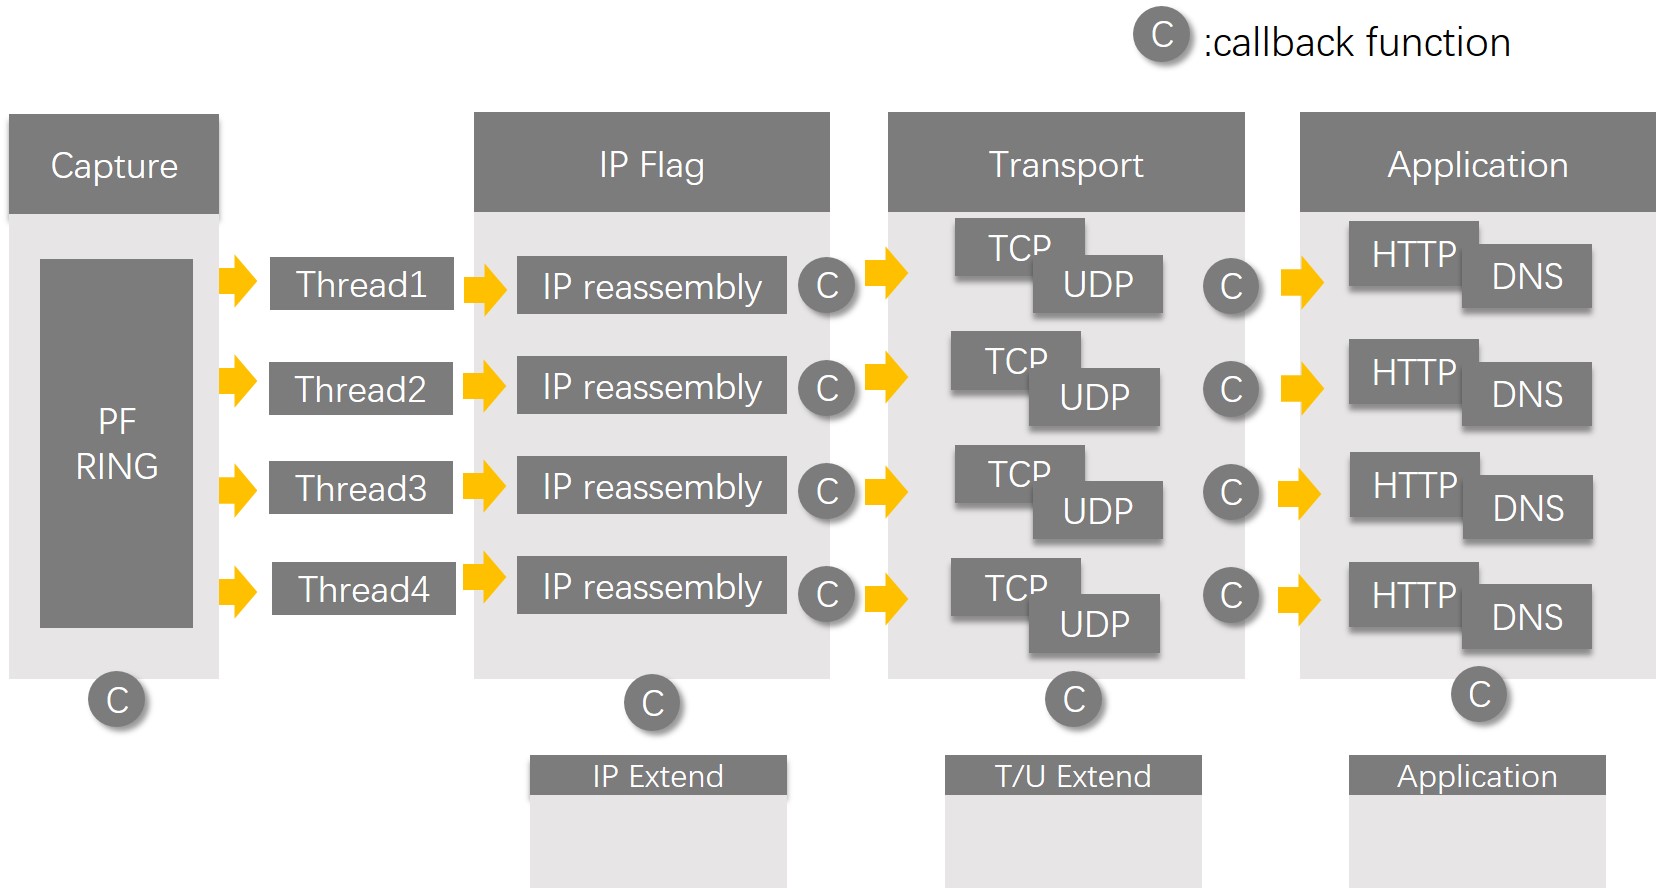 C :callback function
Capture
IP Flag
Transport
Application
PF
RING
Thread1
IP reassembly
C
TCP
UDP
C
HTTP
DNS
Thread2
IP reassembly
C
TCP
UDP
C
HTTP
DNS
Thread3
IP reassembly
C
TCP
UDP
C
HTTP
DNS
Thread4
IP reassembly
C
TCP
UDP
C
HTTP
DNS
C
C
C
C
IP Extend
T/U Extend
Application